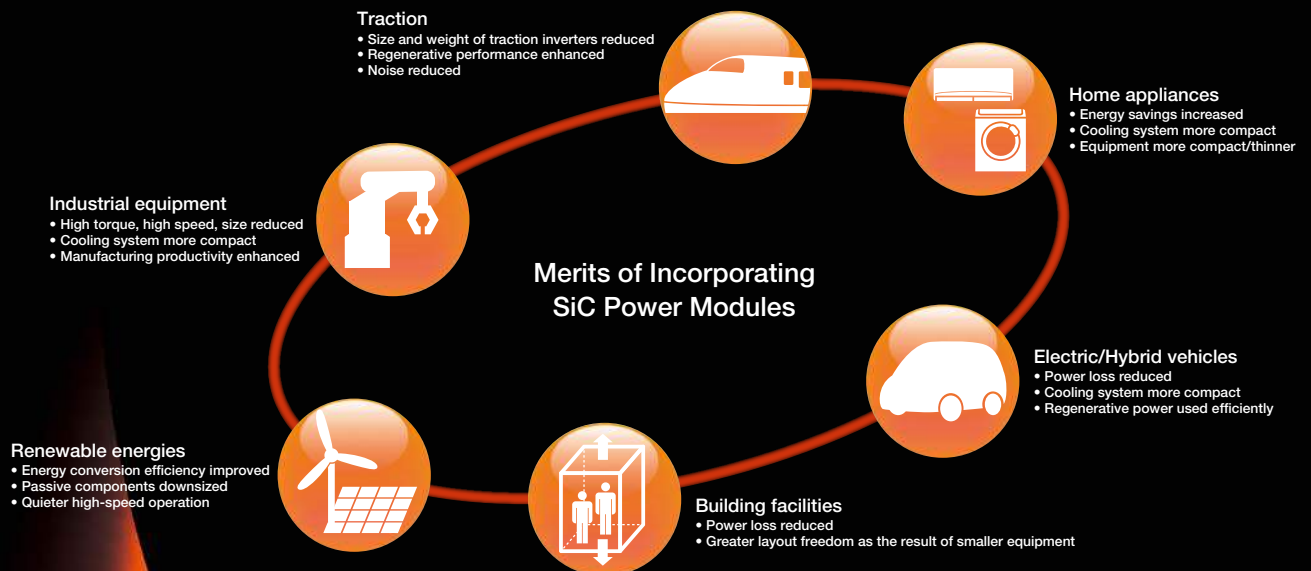 Traction
• Size and weight of traction inverters reduced
• Regenerative performance enhanced
• Noise reduced
Home appliances
• Energy savings increased
• Cooling system more compact
• Equipment more compact/thinner
Industrial equipment
• High torque, high speed, size reduced
• Cooling system more compact
• Manufacturing productivity enhanced
Merits of Incorporating
SiC Power Modules
Electric/Hybrid vehicles
• Power loss reduced
• Cooling system more compact
• Regenerative power used efficiently
Renewable energies
• Energy conversion efficiency improved
• Passive components downsized
• Quieter high-speed operation
Building facilities
• Power loss reduced
• Greater layout freedom as the result of smaller equipment